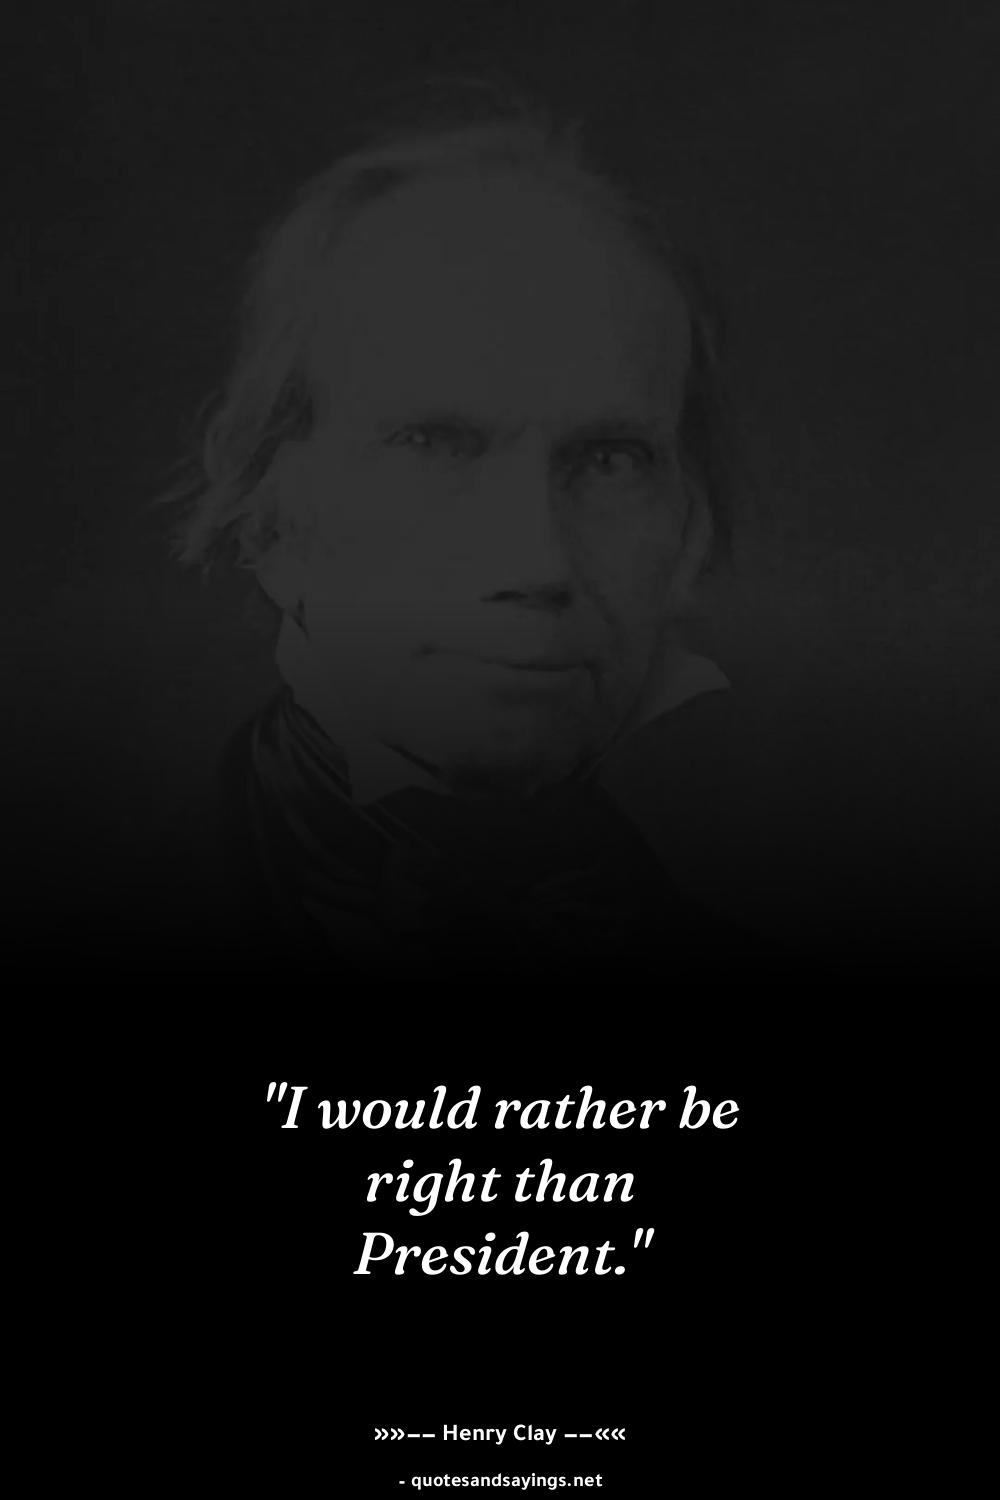 "I would rather be
right than
President."
»»−− Henry Clay −−««
- quotesandsayings.net